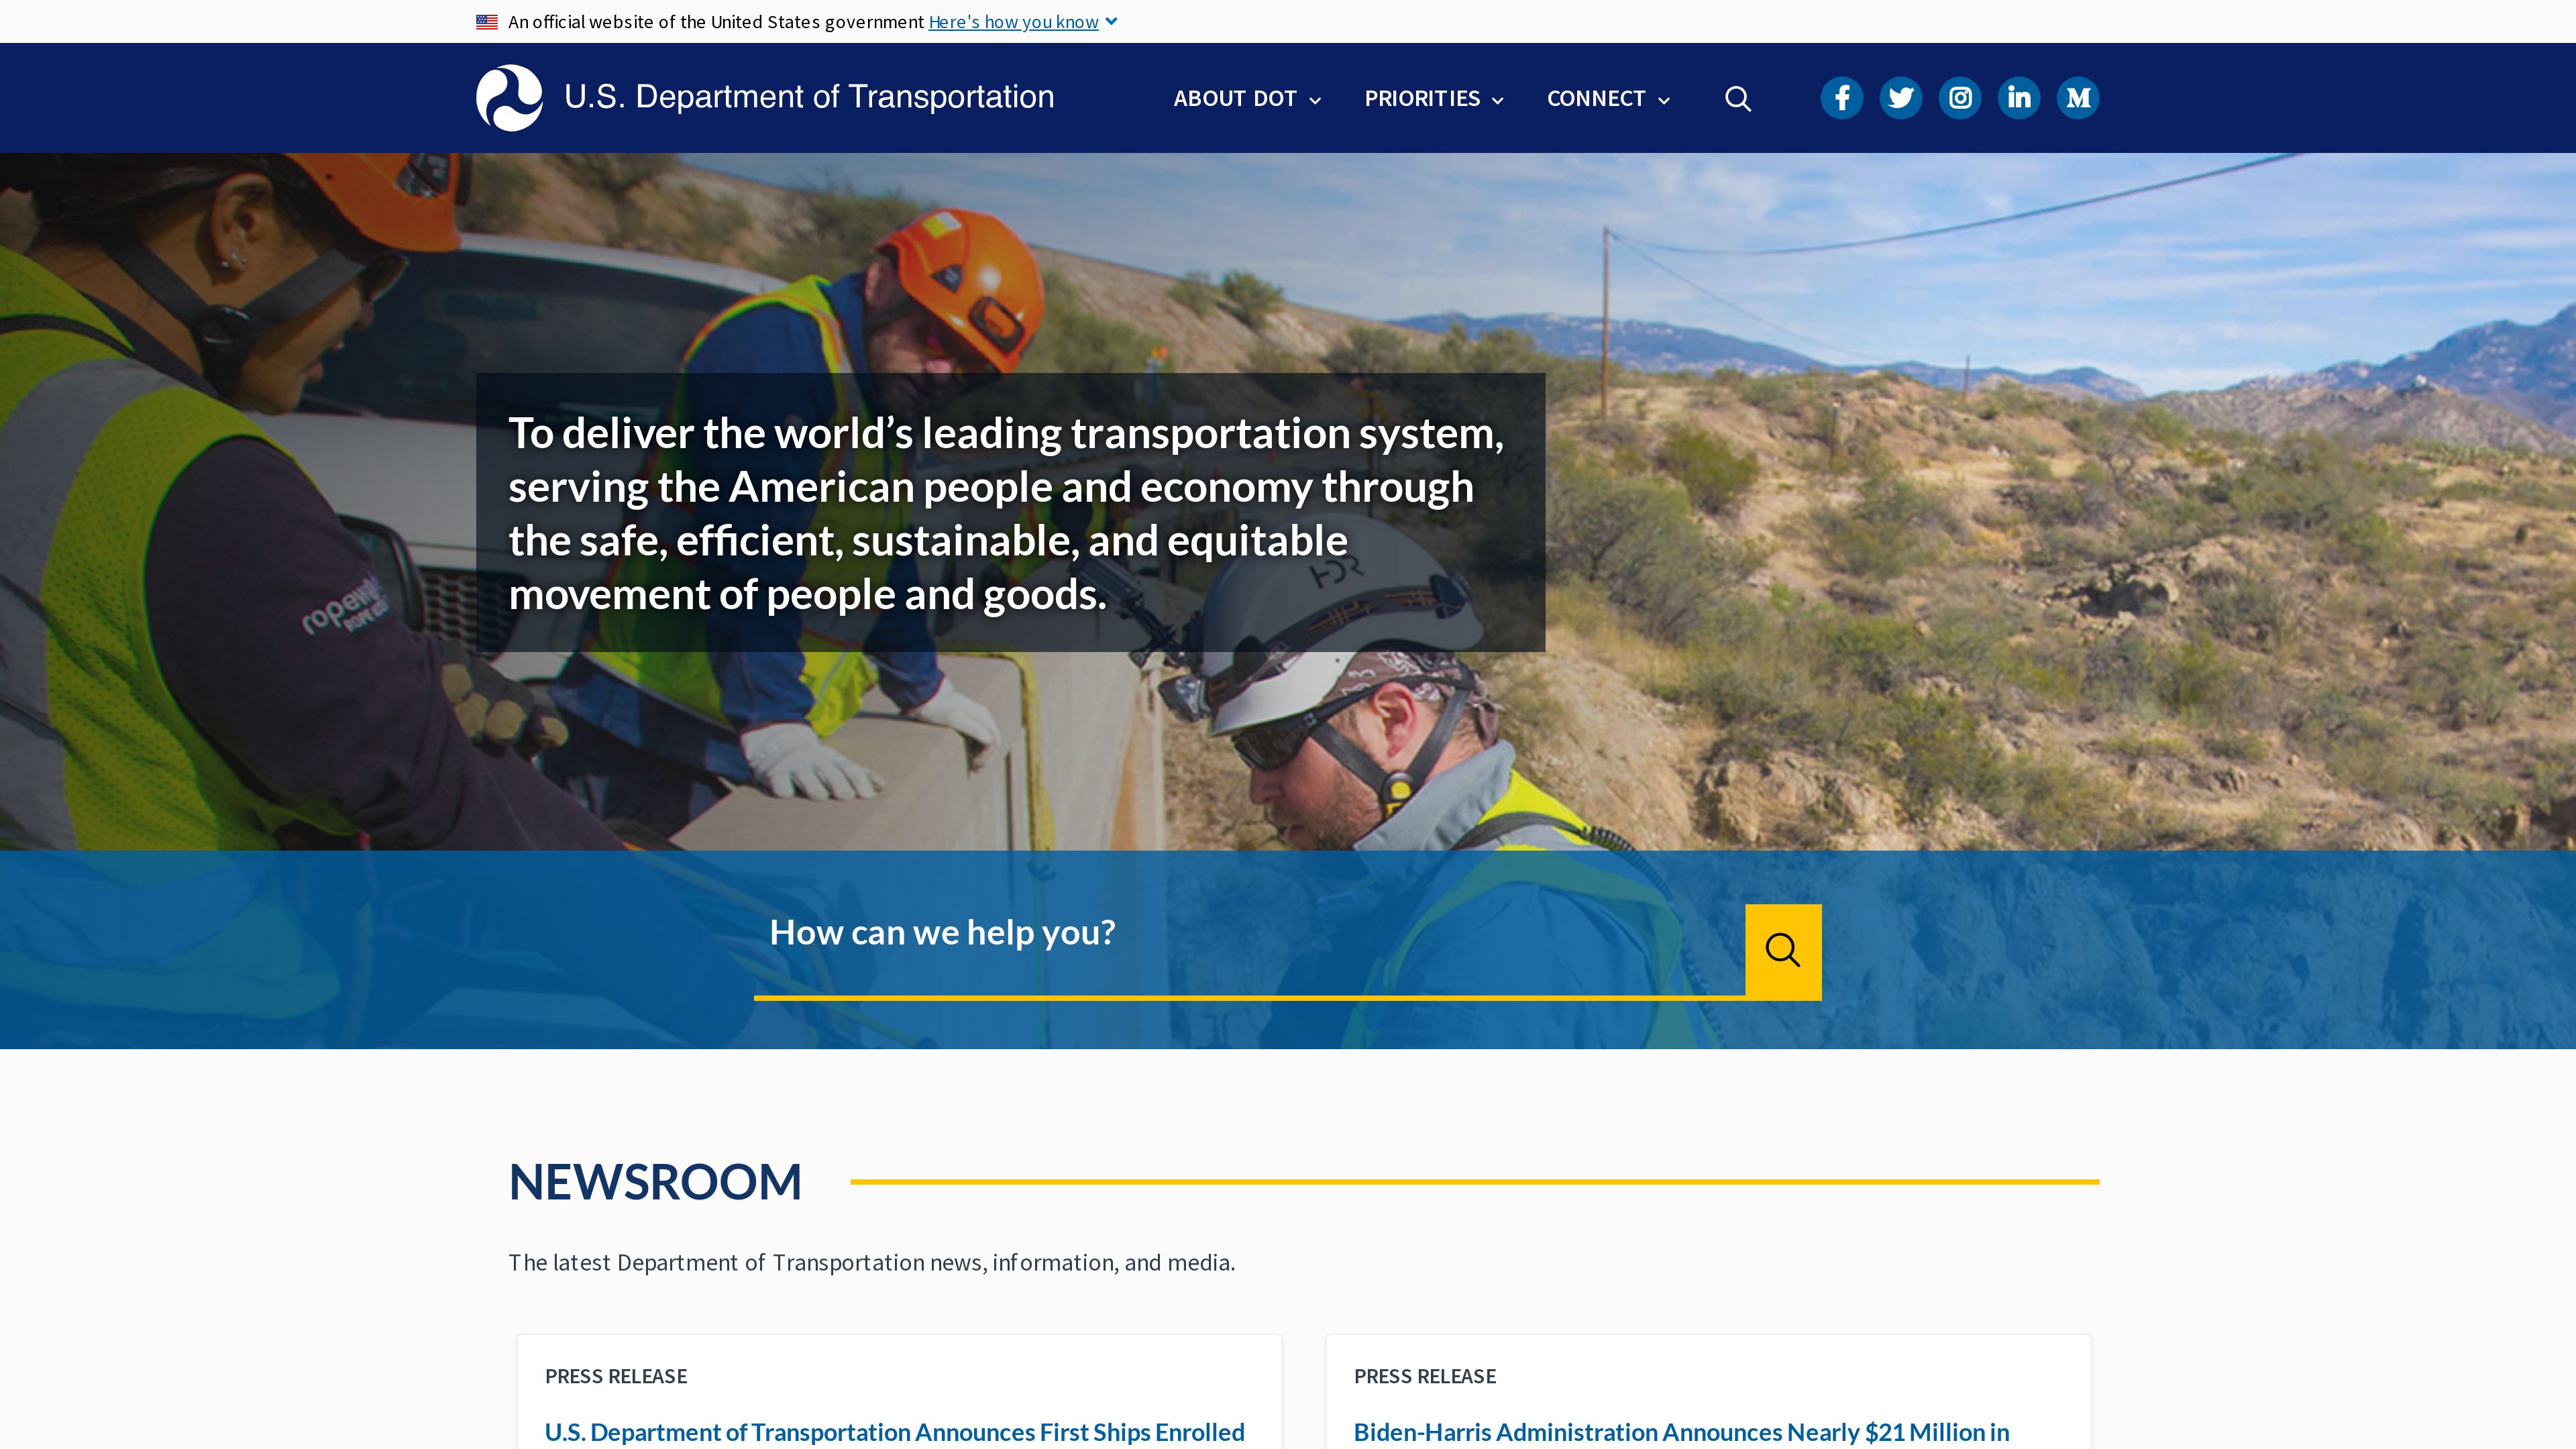 An official website of the United States government Here's how you know
U.S. Department of Transportation
ABOUT DOT
PRIORITIES
CONNECT
To deliver the world’s leading transportation system,
serving the American people and economy through
the safe, efficient, sustainable, and equitable
movement of people and goods.
HDR
How can we help you?
NEWSROOM
The latest Department of Transportation news, information, and media.
PRESS RELEASE
U.S. Department of Transportation Announces First Ships Enrolled
PRESS RELEASE
Biden-Harris Administration Announces Nearly $21 Million in